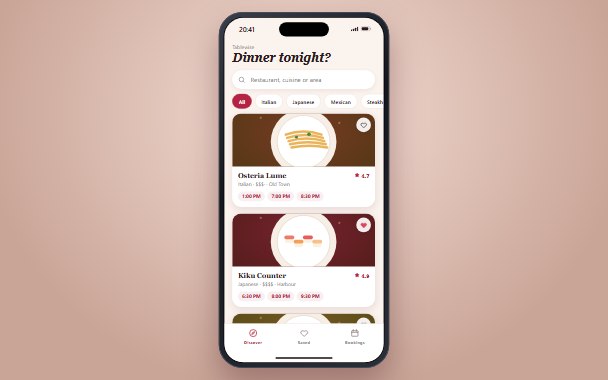 20:41
Tablewise
Dinner tonight?
Restaurant, cuisine or area
All Italian Japanese Mexican Steakh
Osteria Lume 4.7
Italian · $$$ · Old Town
1:00 PM 7:00 PM 8:30 PM
Kiku Counter 4.9
Japanese · $$$$ · Harbour
6:30 PM 8:00 PM 9:30 PM
Discover Saved Bookings